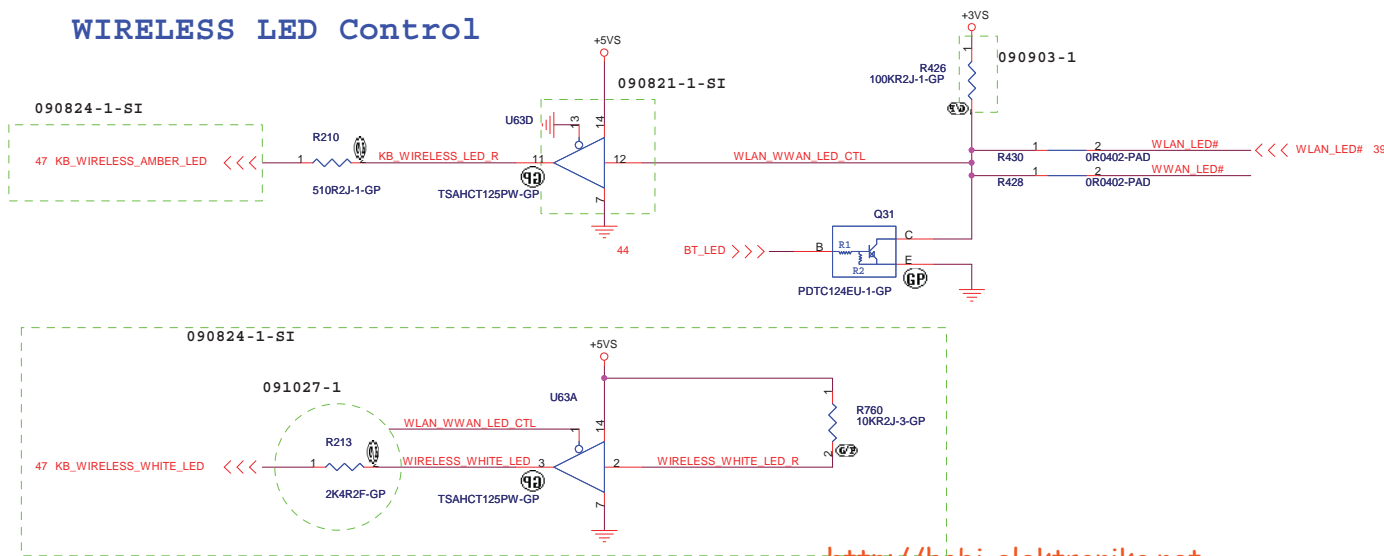 WIRELESS LED Control
+3VS
+5VS
090903-1
R426
100KR2J-1-GP
1
090821-1-SI
090824-1-SI
U63D
13
14
R210
47 KB_WIRELESS_AMBER_LED
1
KB_WIRELESS_LED_R
11
12
WLAN_WWAN_LED_CTL
510R2J-1-GP
TSAHCT125PW-GP
7
WLAN_LED#
R430
1
2
0R0402-PAD
WLAN_LED# 39
WWAN_LED#
R428
1
2
0R0402-PAD
Q31
44
BT_LED
B
R1
R2
C
E
GP
PDTC124EU-1-GP
090824-1-SI
+5VS
091027-1
U63A
14
1
R760
10KR2J-3-GP
1
2
WLAN_WWAN_LED_CTL
1
R213
47 KB_WIRELESS_WHITE_LED
1
WIRELESS_WHITE_LED
3
2
WIRELESS_WHITE_LED_R
2K4R2F-GP
TSAHCT125PW-GP
7